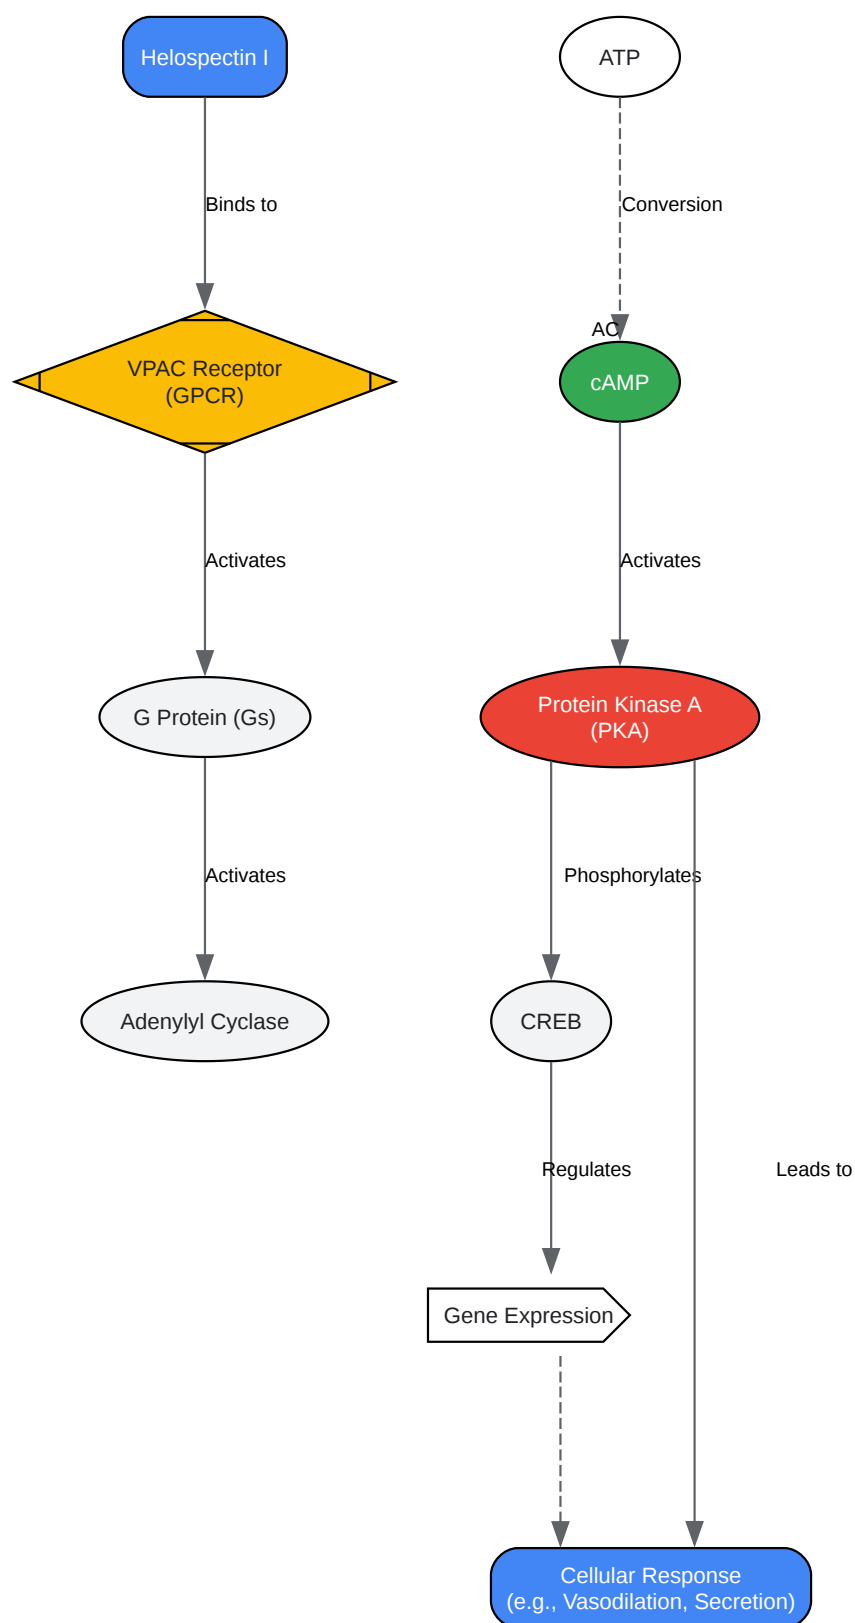 Helospectin I
ATP
Binds to
Conversion
AC
VPAC Receptor
(GPCR)
cAMP
Activates
Activates
G Protein (Gs)
Protein Kinase A
(PKA)
Activates
Phosphorylates
Adenylyl Cyclase
CREB
Regulates
Leads to
Gene Expression
Cellular Response
(e.g., Vasodilation, Secretion)